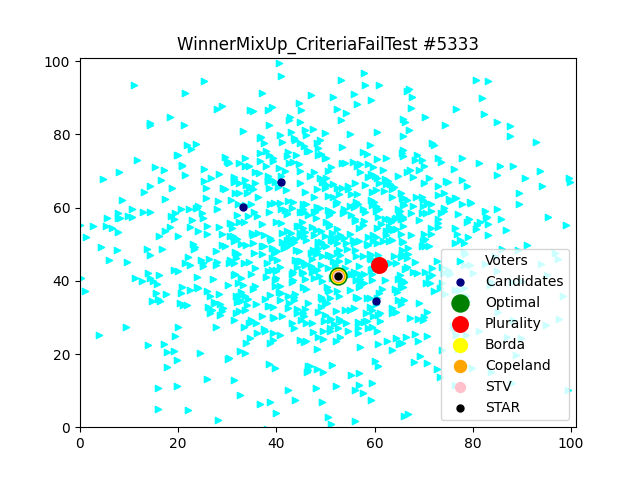 WinnerMixUp_CriteriaFailTest #5333
100
80
60
40
20
0
0
20
40
60
80
100
Voters
Candidates
Optimal
Plurality
Borda
Copeland
STV
STAR